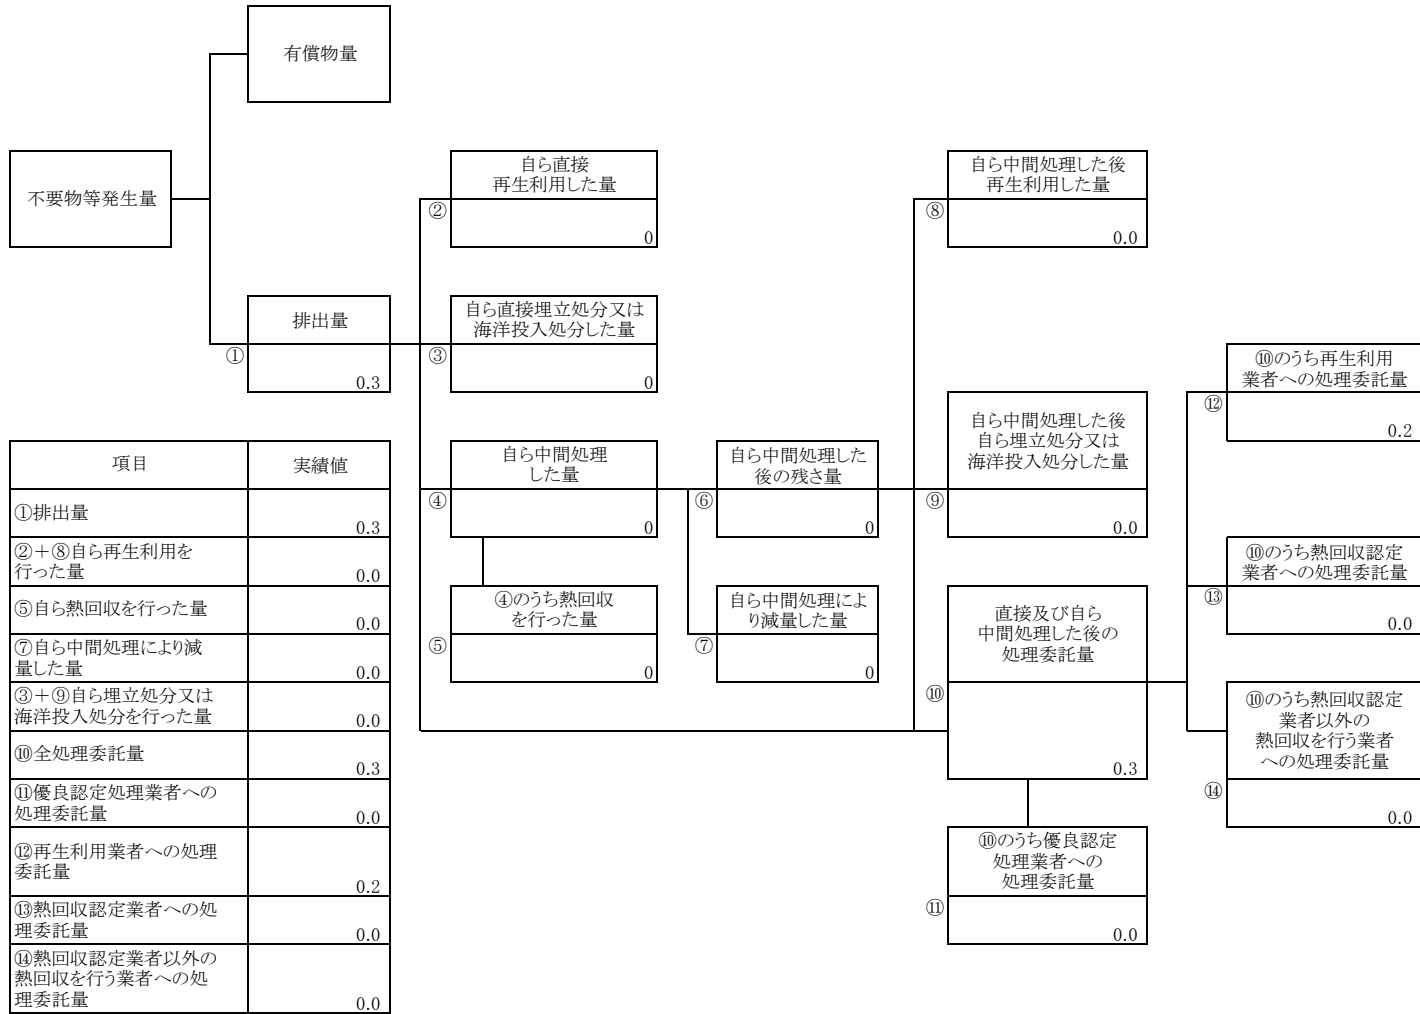 有償物量
不要物等発生量
排出量
①
0.3
自ら直接
再生利用した量
②
0
自ら直接埋立処分又は
海洋投入処分した量
③
0
自ら中間処理
した量
④
0
④のうち熱回収
を行った量
⑤
0
自ら中間処理した
後の残さ量
⑥
0
自ら中間処理によ
り減量した量
⑦
0
自ら中間処理した後
再生利用した量
⑧
0.0
自ら中間処理した後
自ら埋立処分又は
海洋投入処分した量
⑨
0.0
直接及び自ら
中間処理した後の
処理委託量
⑩
0.3
⑩のうち優良認定
処理業者への
処理委託量
⑪
0.0
⑩のうち再生利用
業者への処理委託量
⑫
0.2
⑩のうち熱回収認定
業者への処理委託量
⑬
0.0
⑩のうち熱回収認定
業者以外の
熱回収を行う業者
への処理委託量
⑭
0.0
項目 実績値
①排出量
0.3
②＋⑧自ら再生利用を
行った量
0.0
⑤自ら熱回収を行った量
0.0
⑦自ら中間処理により減
量した量
0.0
③＋⑨自ら埋立処分又は
海洋投入処分を行った量
0.0
⑩全処理委託量
0.3
⑪優良認定処理業者への
処理委託量
0.0
⑫再生利用業者への処理
委託量
0.2
⑬熱回収認定業者への処
理委託量
0.0
⑭熱回収認定業者以外の
熱回収を行う業者への処
理委託量
0.0